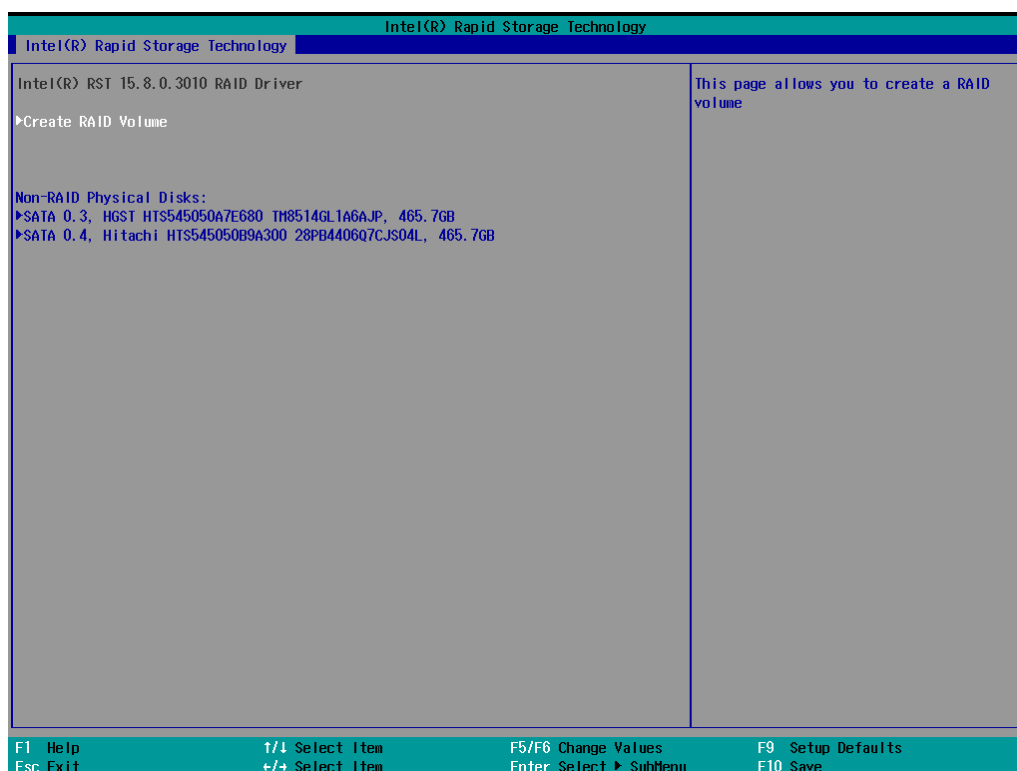 Intel(R) Rapid Storage Technology
Intel(R) Rapid Storage Technology
Intel(R) RST 15.8.0.3010 RAID Driver
▶Create RAID Volume
Non-RAID Physical Disks:
▶SATA 0.3, HGST HTS545050A7E680 TM8514GL1A6AJP, 465.7GB
▶SATA 0.4, Hitachi HTS545050B9A300 28PB4406Q7CJS04L, 465.7GB
This page allows you to create a RAID
volume
F1 Help ↑/↓ Select Item F5/F6 Change Values F9 Setup Defaults
Esc Exit ←/→ Select Item Enter Select ▶ SubMenu F10 Save